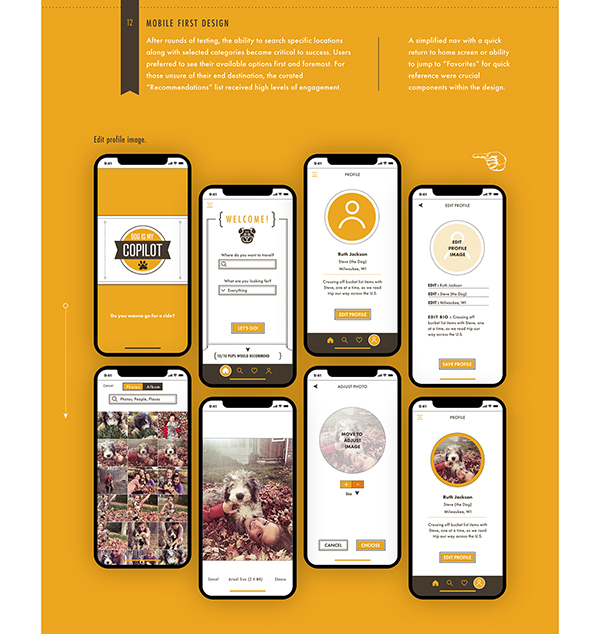 12 MOBILE FIRST DESIGN
After rounds of testing, the ability to search specific locations
along with selected categories became critical to success. Users
preferred to see their available options first and foremost. For
those unsure of their end destination, the curated
“Recommendations” list received high levels of engagement.
A simplified nav with a quick
return to home screen or ability
to jump to “Favorites” for quick
reference were crucial
components within the design.
Edit profile image.
9:41
DOG IS MY
COPILOT
Do you wanna go for a ride?
9:41
WELCOME!
Where do you want to travel?
What are you looking for?
Everything
LET'S GO!
10/10 PUPS WOULD RECOMMEND
9:41
PROFILE
Ruth Jackson
Steve (the Dog)
Milwaukee, WI
Crossing off bucket list items with
Steve, one at a time, as we road
trip our way across the U.S.
EDIT PROFILE
9:41
EDIT PROFILE
EDIT
PROFILE
IMAGE
EDIT : Ruth Jackson
EDIT : Steve (the Dog)
EDIT : Milwaukee, WI
EDIT BIO : Crossing off
bucket list items with Steve, one
at a time, as we road trip our
way across the U.S.
SAVE PROFILE
9:41
Cancel
Photos
Album
Photos, People, Places
9:41
Cancel
Actual Size (2.6 MB)
Choose
9:41
ADJUST PHOTO
MOVE TO
ADJUST
IMAGE
+ -
Size
CANCEL
CHOOSE
9:41
PROFILE
Ruth Jackson
Steve (the Dog)
Milwaukee, WI
Crossing off bucket list items with
Steve, one at a time, as we road
trip our way across the U.S.
EDIT PROFILE